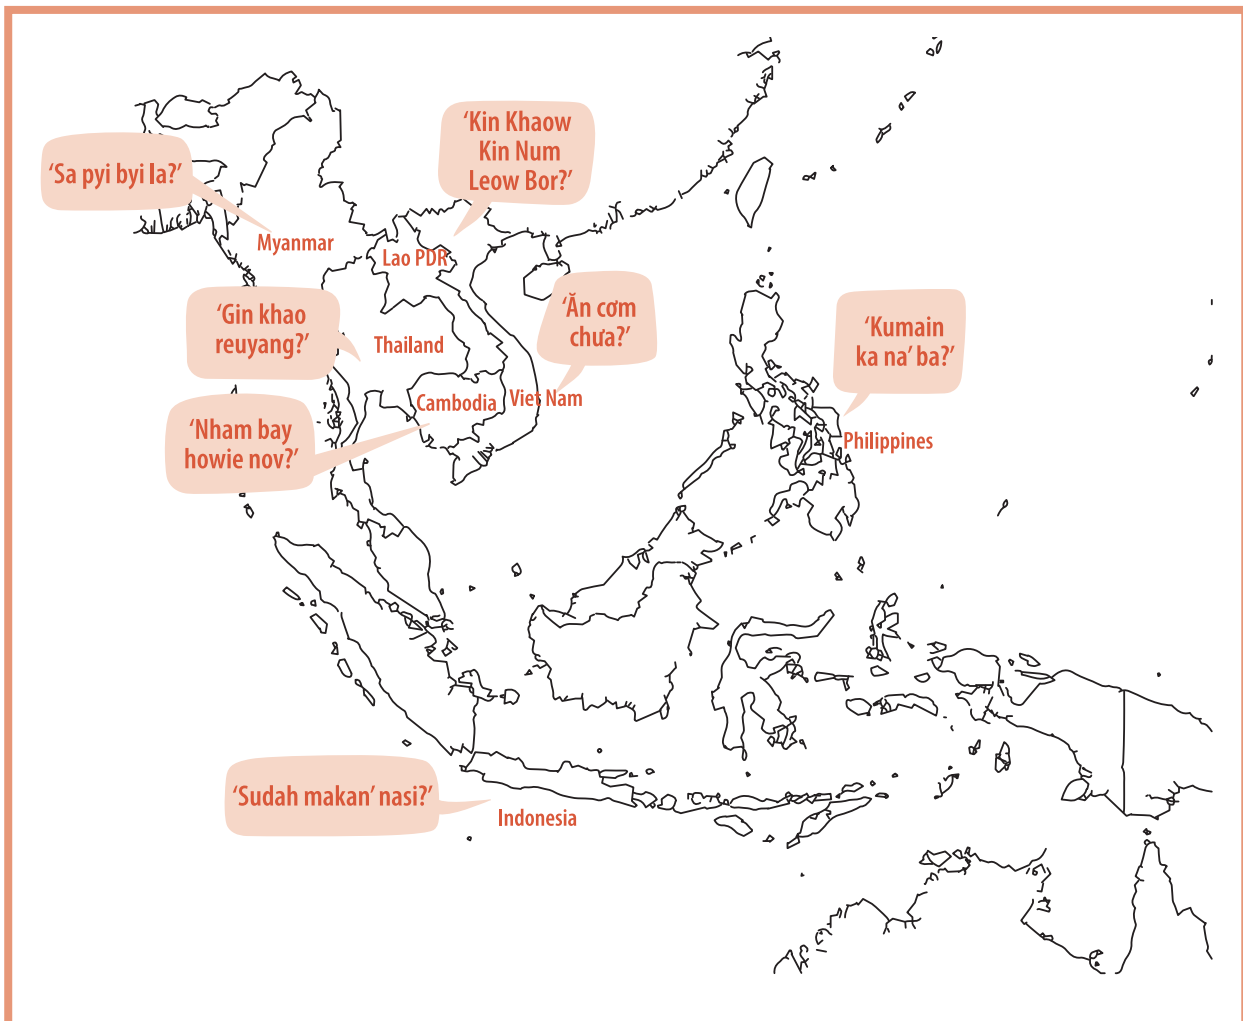 ‘Kin Khaow
Kin Num
Leow Bor?’
‘Sa pyi byi la?’
Myanmar
Lao PDR
‘Gin khao
reuyang?’
Thailand
‘Ăn cơm
chưa?’
‘Kumain
ka na’ ba?’
Cambodia
Viet Nam
‘Nham bay
howie nov?’
Philippines
‘Sudah makan’ nasi?’
Indonesia